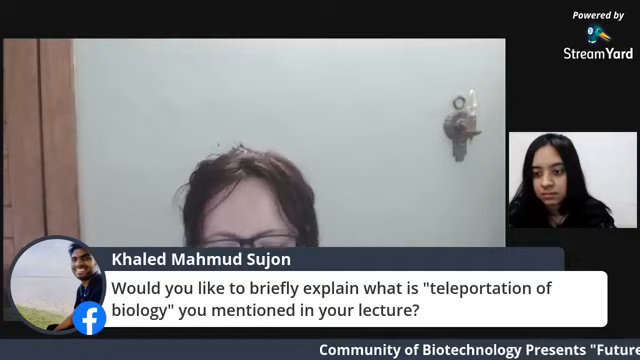 Powered by
StreamYard
Khaled Mahmud Sujon
Would you like to briefly explain what is "teleportation of
biology" you mentioned in your lecture?
Community of Biotechnology Presents "Future